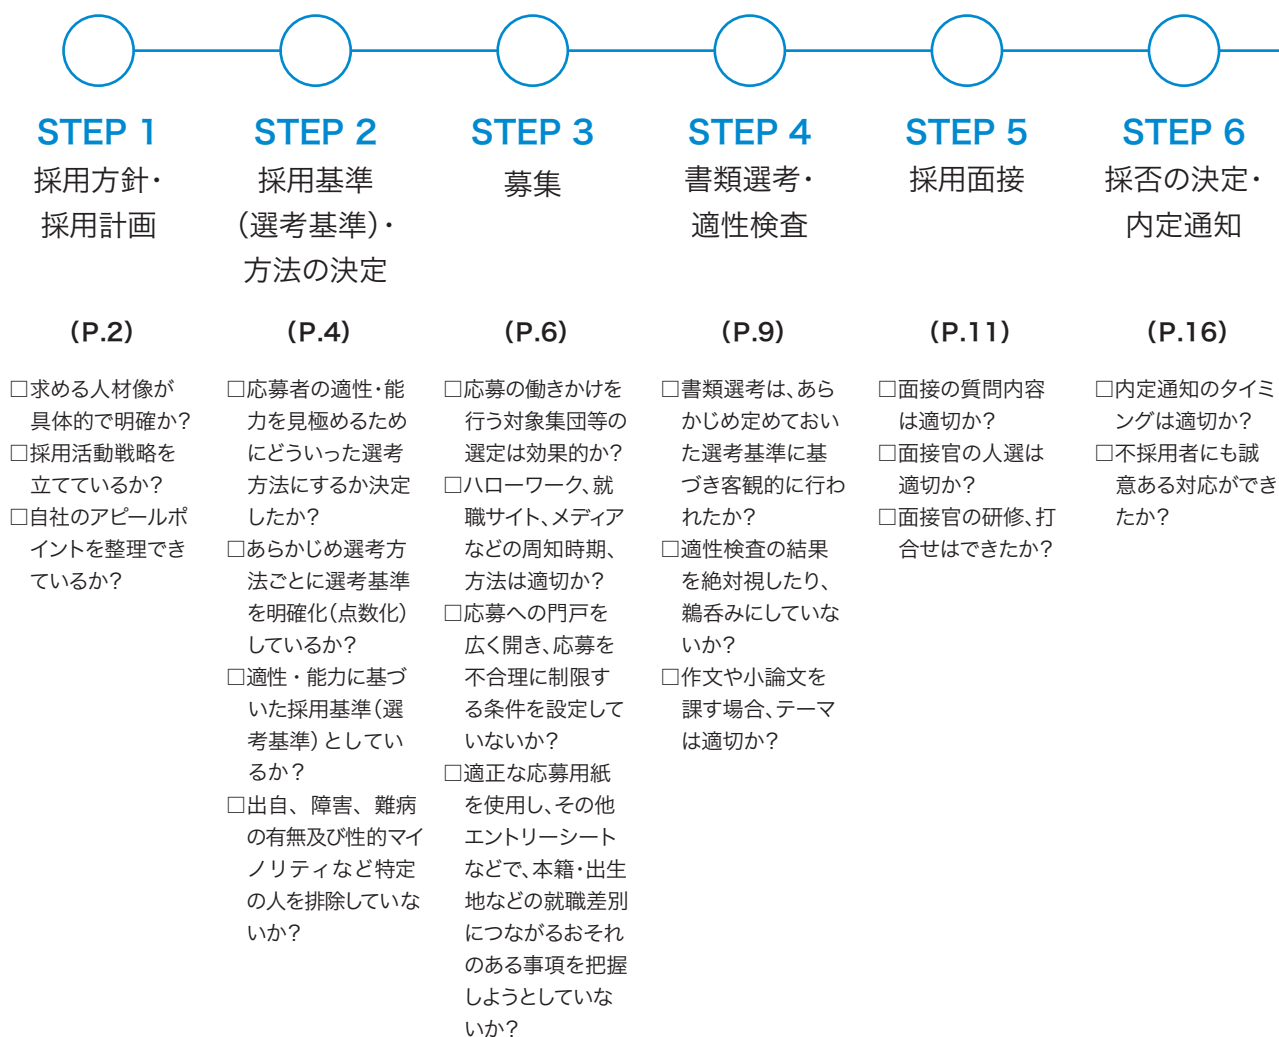 STEP 1
採用方針・
採用計画
(P.2)
□求める人材像が
具体的で明確か?
□採用活動戦略を
立てているか?
□自社のアピールポ
イントを整理でき
ているか?
STEP 2
採用基準
(選考基準)・
方法の決定
(P.4)
□応募者の適性・能
力を見極めるため
にどういった選考
方法にするか決定
したか?
□あらかじめ選考方
法ごとに選考基準
を明確化(点数化)
しているか?
□適性・能力に基づ
いた採用基準(選
考基準)としてい
るか?
□出自、障害、難病
の有無及び性的マイ
ノリティなど特定
の人を排除していな
いか?
STEP 3
募集
(P.6)
□応募の働きかけを
行う対象集団等の
選定は効果的か?
□ハローワーク、就
職サイト、メディア
などの周知時期、
方法は適切か?
□応募への門戸を
広く開き、応募を
不合理に制限す
る条件を設定して
いないか?
□適正な応募用紙
を使用し、その他
エントリーシート
などで、本籍・出生
地などの就職差別
につながるおそれ
のある事項を把握
しようとしていな
いか?
STEP 4
書類選考・
適性検査
(P.9)
□書類選考は、あら
かじめ定めておい
た選考基準に基
づき客観的に行わ
れたか?
□適性検査の結果
を絶対視したり、
鵜呑みにしていな
いか?
□作文や小論文を
課す場合、テーマ
は適切か?
STEP 5
採用面接
(P.11)
□面接の質問内容
は適切か?
□面接官の人選は
適切か?
□面接官の研修、打
合せはできたか?
STEP 6
採否の決定・
内定通知
(P.16)
□内定通知のタイミ
ングは適切か?
□不採用者にも誠
意ある対応ができ
たか?